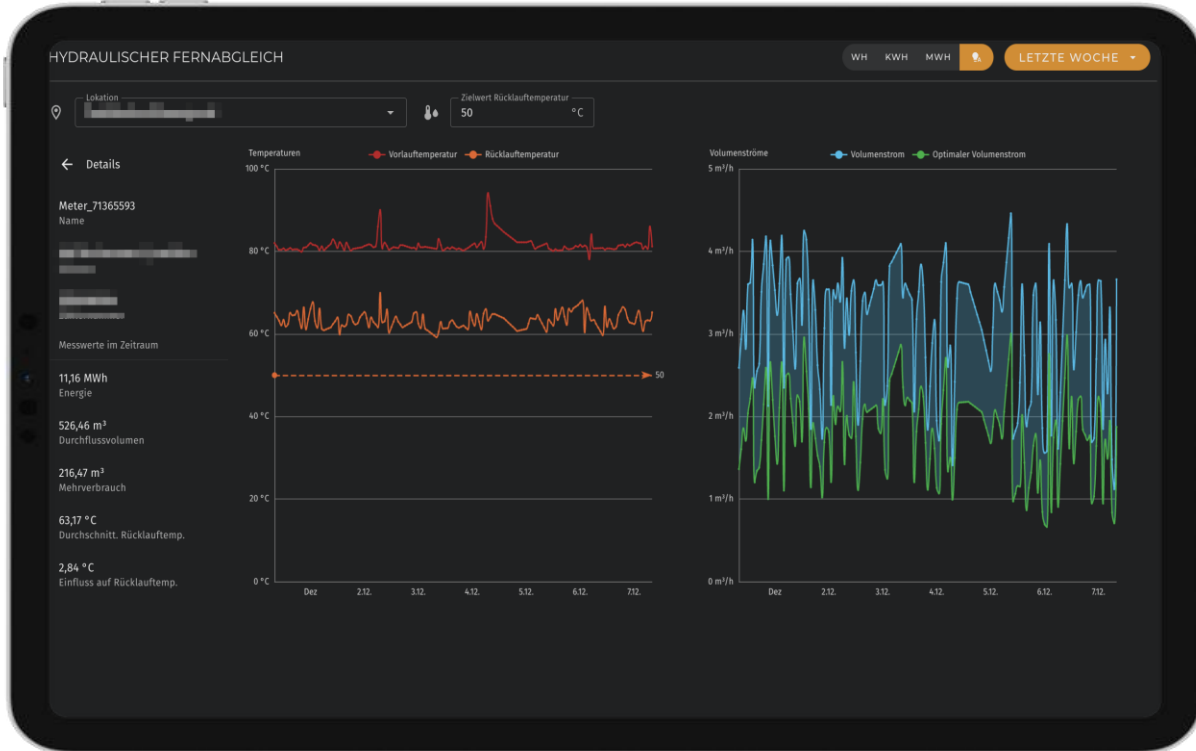 HYDRAULISCHER FERNABGLEICH
WH KWH MWH
LETZTE WOCHE
Lokation
Zielwert Rücklauftemperatur
50 °C
Details
Meter_71365593
Name
Messwerte im Zeitraum
11,16 MWh
Energie
526,46 m³
Durchflussvolumen
216,47 m³
Mehrverbrauch
63,17 °C
Durchschnitt. Rücklauftemp.
2,84 °C
Einfluss auf Rücklauftemp.
Temperaturen
Vorlauftemperatur Rücklauftemperatur
100 °C
80 °C
60 °C
50
40 °C
20 °C
0 °C
Dez 2.12. 3.12. 4.12. 5.12. 6.12. 7.12.
Volumenströme
Volumenstrom Optimaler Volumenstrom
5 m³/h
4 m³/h
3 m³/h
2 m³/h
1 m³/h
0 m³/h
Dez 2.12. 3.12. 4.12. 5.12. 6.12. 7.12.